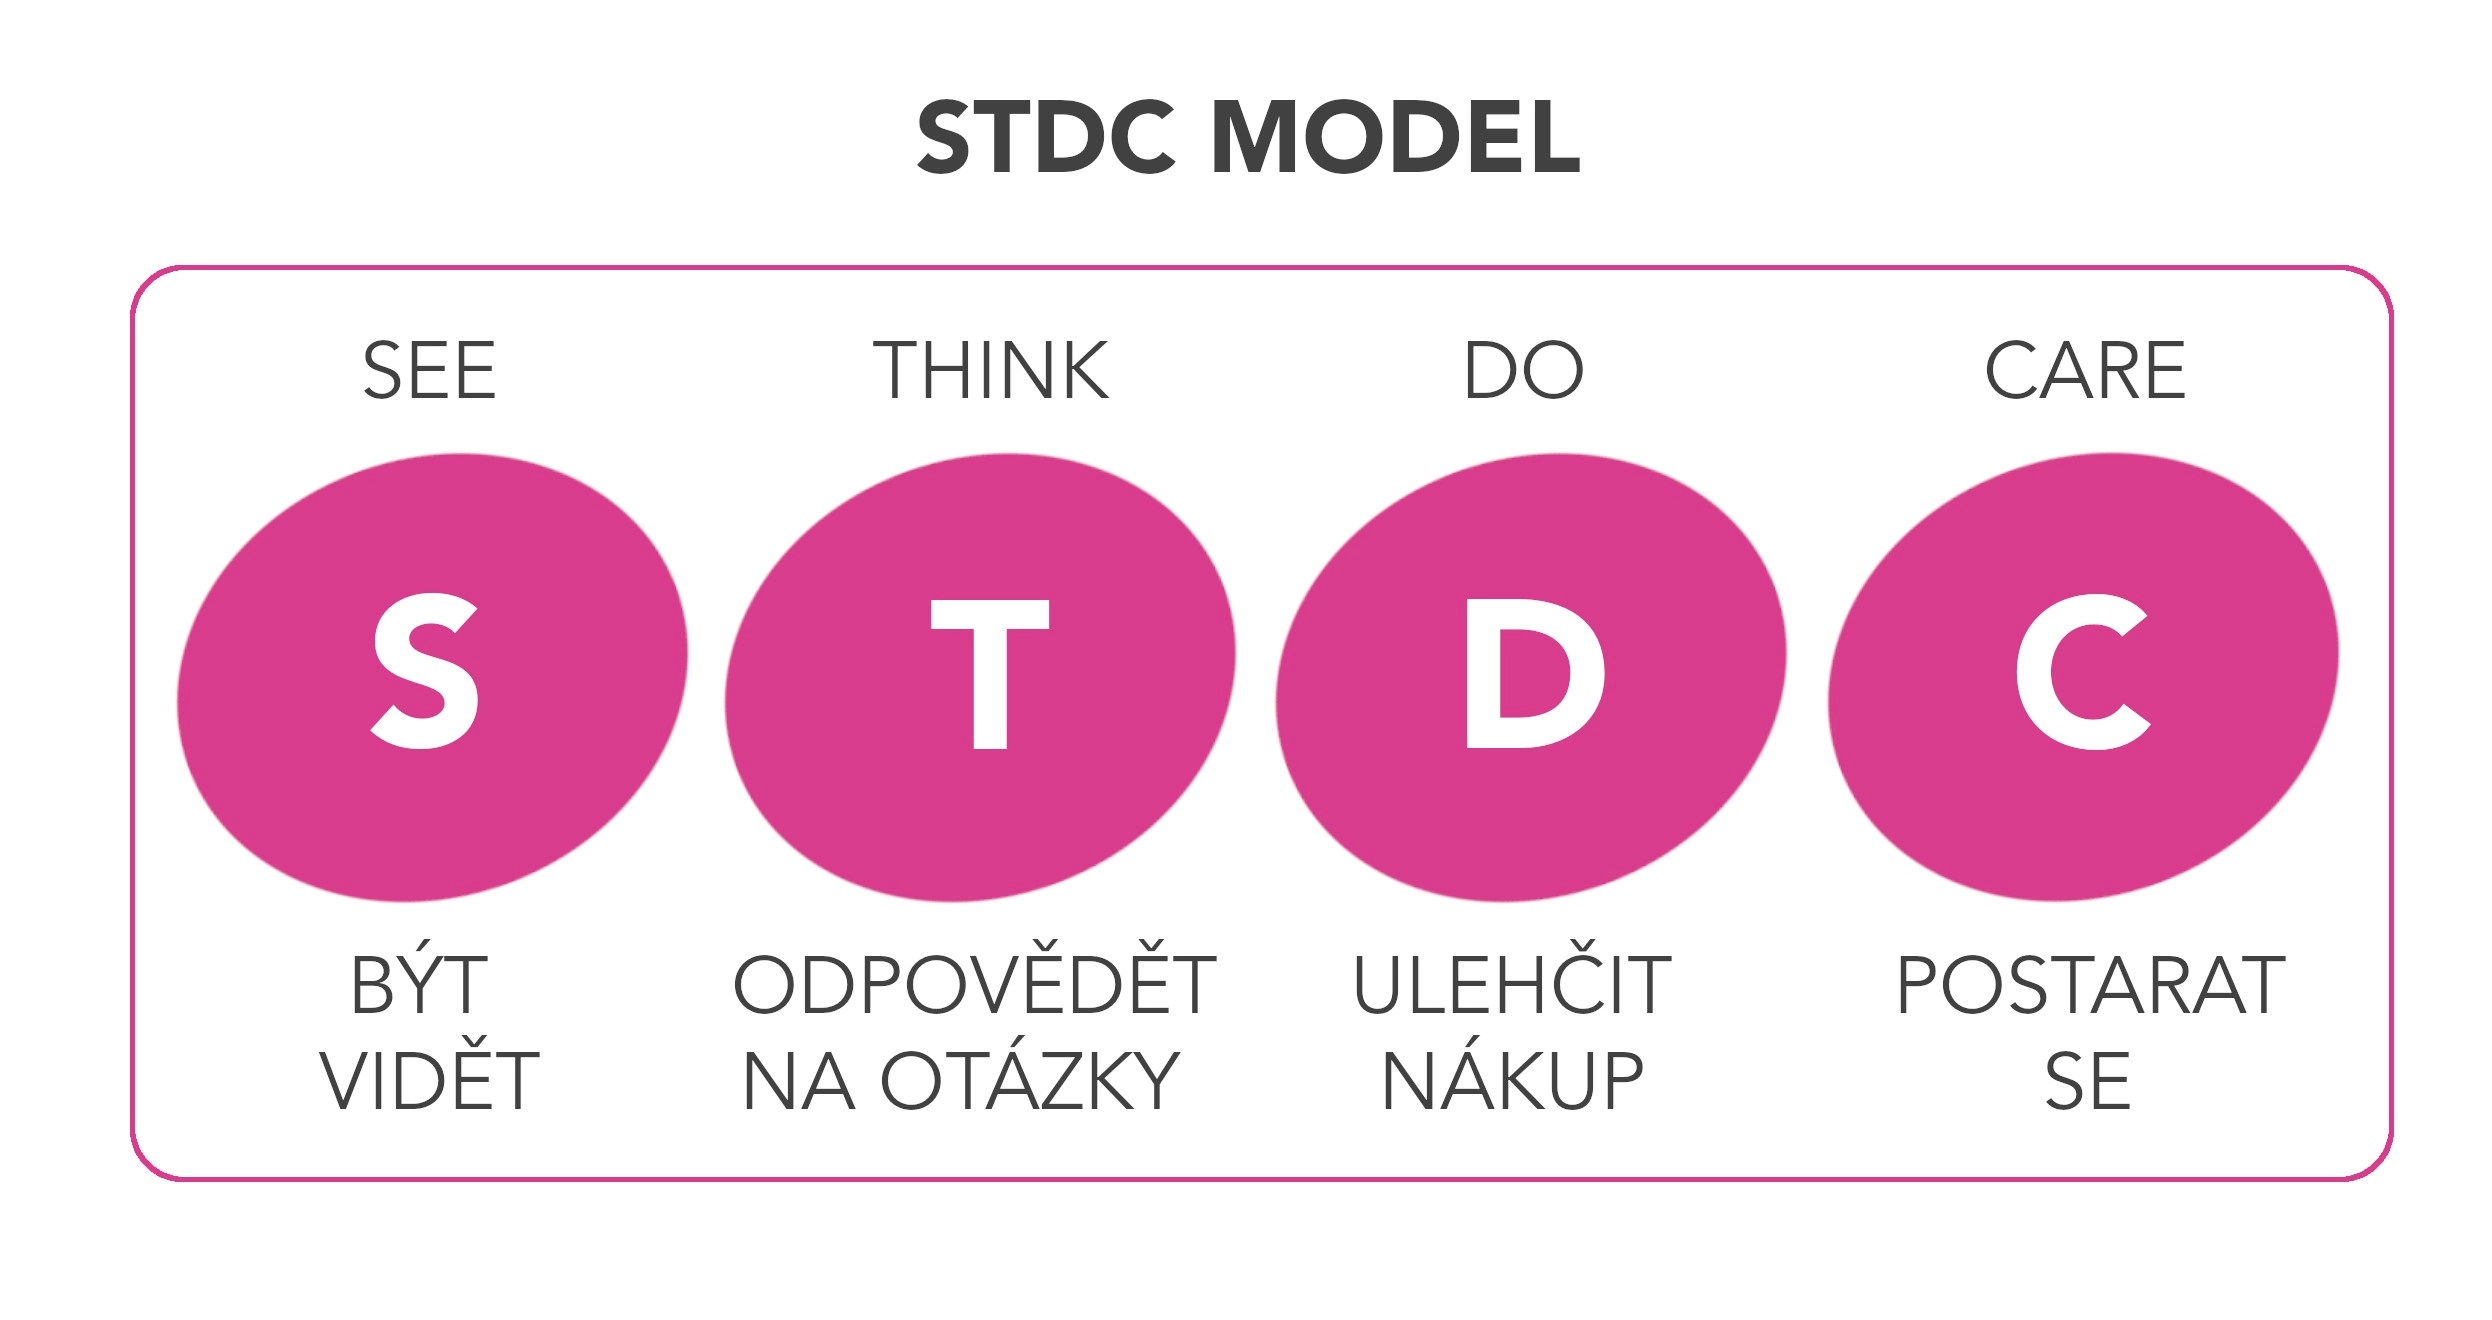 STDC MODEL
SEE
THINK
DO
CARE
S
T
D
C
BÝT
VIDĚT
ODPOVĚDĚT
NA OTÁZKY
ULEHČIT
NÁKUP
POSTARAT
SE